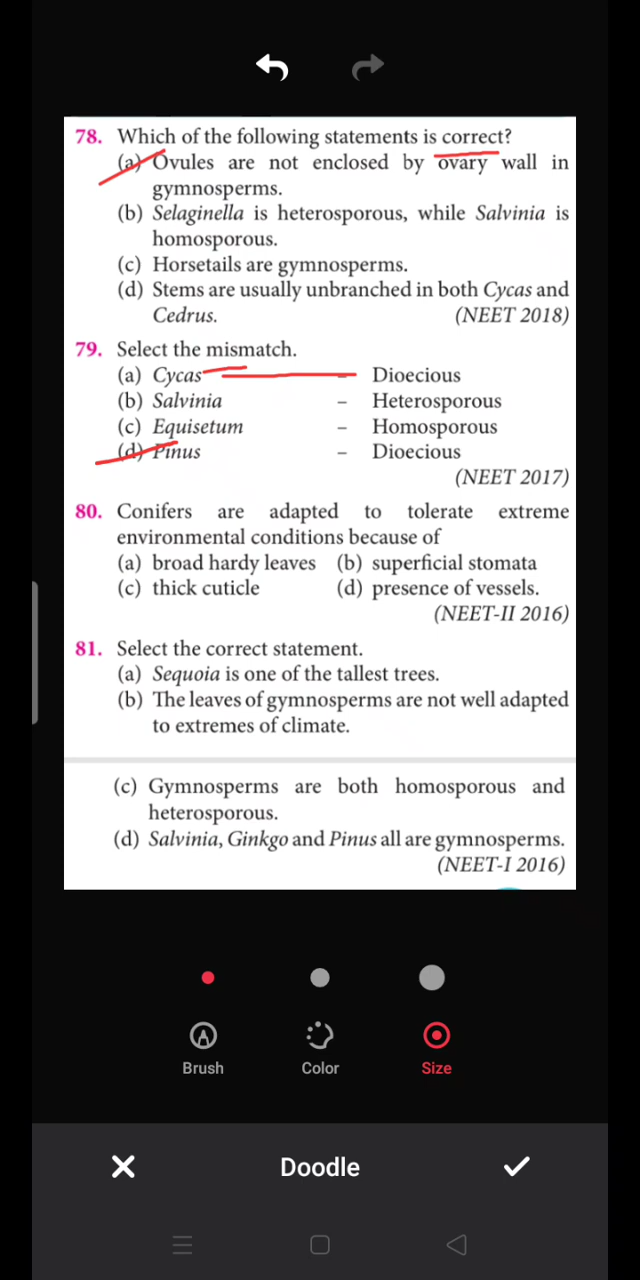 78. Which of the following statements is correct?
(a) Ovules are not enclosed by ovary wall in
gymnosperms.
(b) Selaginella is heterosporous, while Salvinia is
homosporous.
(c) Horsetails are gymnosperms.
(d) Stems are usually unbranched in both Cycas and
Cedrus. (NEET 2018)
79. Select the mismatch.
(a) Cycas – Dioecious
(b) Salvinia – Heterosporous
(c) Equisetum – Homosporous
(d) Pinus – Dioecious
(NEET 2017)
80. Conifers are adapted to tolerate extreme
environmental conditions because of
(a) broad hardy leaves (b) superficial stomata
(c) thick cuticle (d) presence of vessels.
(NEET-II 2016)
81. Select the correct statement.
(a) Sequoia is one of the tallest trees.
(b) The leaves of gymnosperms are not well adapted
to extremes of climate.
(c) Gymnosperms are both homosporous and
heterosporous.
(d) Salvinia, Ginkgo and Pinus all are gymnosperms.
(NEET-I 2016)
Brush Color Size
Doodle